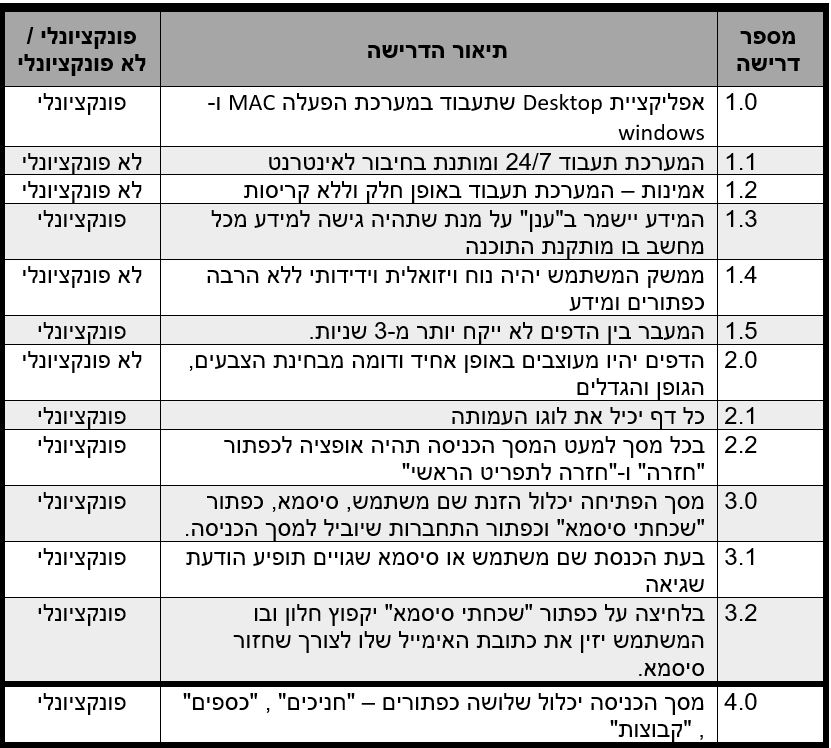 מספר דרישה
תיאור הדרישה
פונקציונלי / לא פונקציונלי
1.0
אפליקציית Desktop שתעבוד במערכת הפעלה MAC ו-
windows
פונקציונלי
1.1
המערכת תעבוד 24/7 ומותנת בחיבור לאינטרנט
לא פונקציונלי
1.2
אמינות – המערכת תעבוד באופן חלק וללא קריסות
לא פונקציונלי
1.3
המידע יישמר ב"ענן" על מנת שתהיה גישה למידע מכל
מחשב בו מותקנת התוכנה
פונקציונלי
1.4
ממשק המשתמש יהיה נוח ויזואלית וידידותי ללא הרבה
כפתורים ומידע
לא פונקציונלי
1.5
המעבר בין הדפים לא ייקח יותר מ-3 שניות.
פונקציונלי
2.0
הדפים יהיו מעוצבים באופן אחיד ודומה מבחינת הצבעים,
הגופן והגדלים
לא פונקציונלי
2.1
כל דף יכיל את לוגו העמותה
פונקציונלי
2.2
בכל מסך למעט המסך הכניסה תהיה אופציה לכפתור
"חזרה" ו-"חזרה לתפריט הראשי"
פונקציונלי
3.0
מסך הפתיחה יכלול הזנת שם משתמש, סיסמא, כפתור
"שכחתי סיסמא" וכפתור התחברות שיוביל למסך הכניסה.
פונקציונלי
3.1
בעת הכנסת שם משתמש או סיסמא שגויים תופיע הודעת
שגיאה
פונקציונלי
3.2
בלחיצה על כפתור "שכחתי סיסמא" יקפוץ חלון ובו
המשתמש יזין את כתובת האימייל שלו לצורך שחזור
סיסמא.
פונקציונלי
4.0
מסך הכניסה יכלול שלושה כפתורים – "חניכים" , "כספים"
, "קבוצות"
פונקציונלי